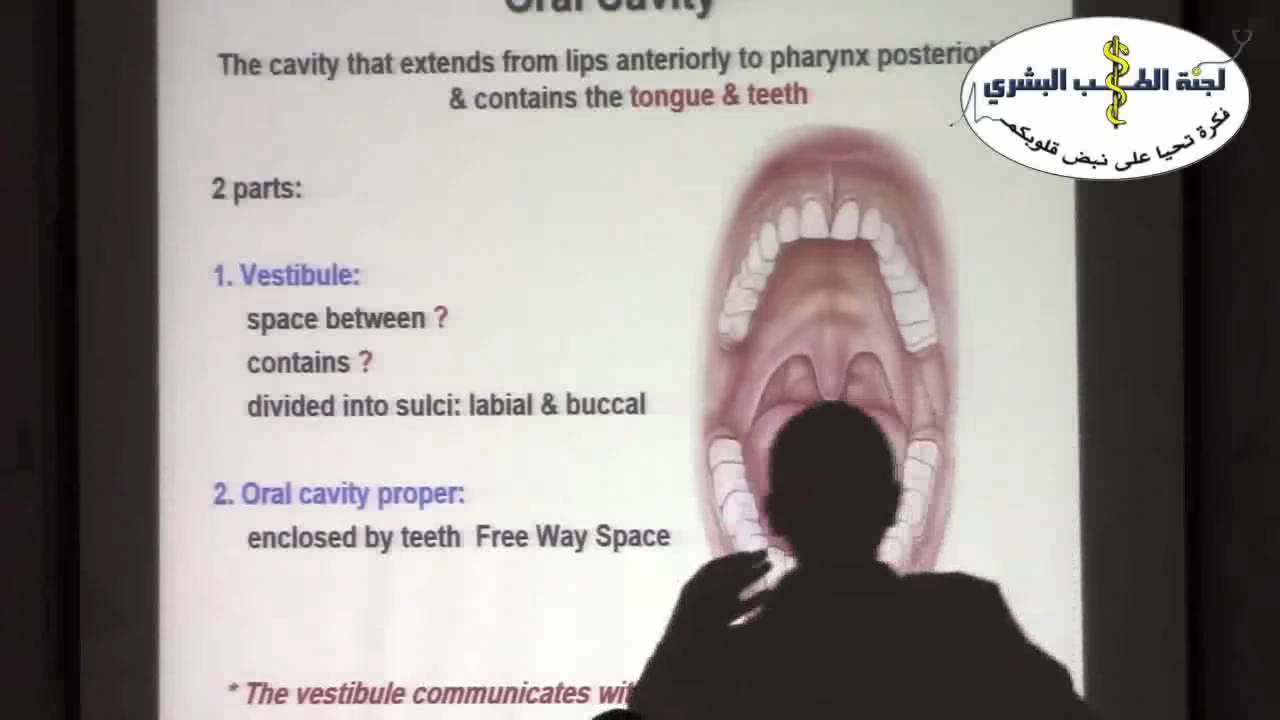 Oral Cavity
The cavity that extends from lips anteriorly to pharynx
& contains the tongue & teeth
2 parts:
1. Vestibule:
space between ?
contains ?
divided into sulci: labial & buccal
2. Oral cavity proper:
enclosed by teeth Free Way Space
* The vestibule communicates
لجنة الطب البشري
فكرة تحيا على نبض قلوبكم